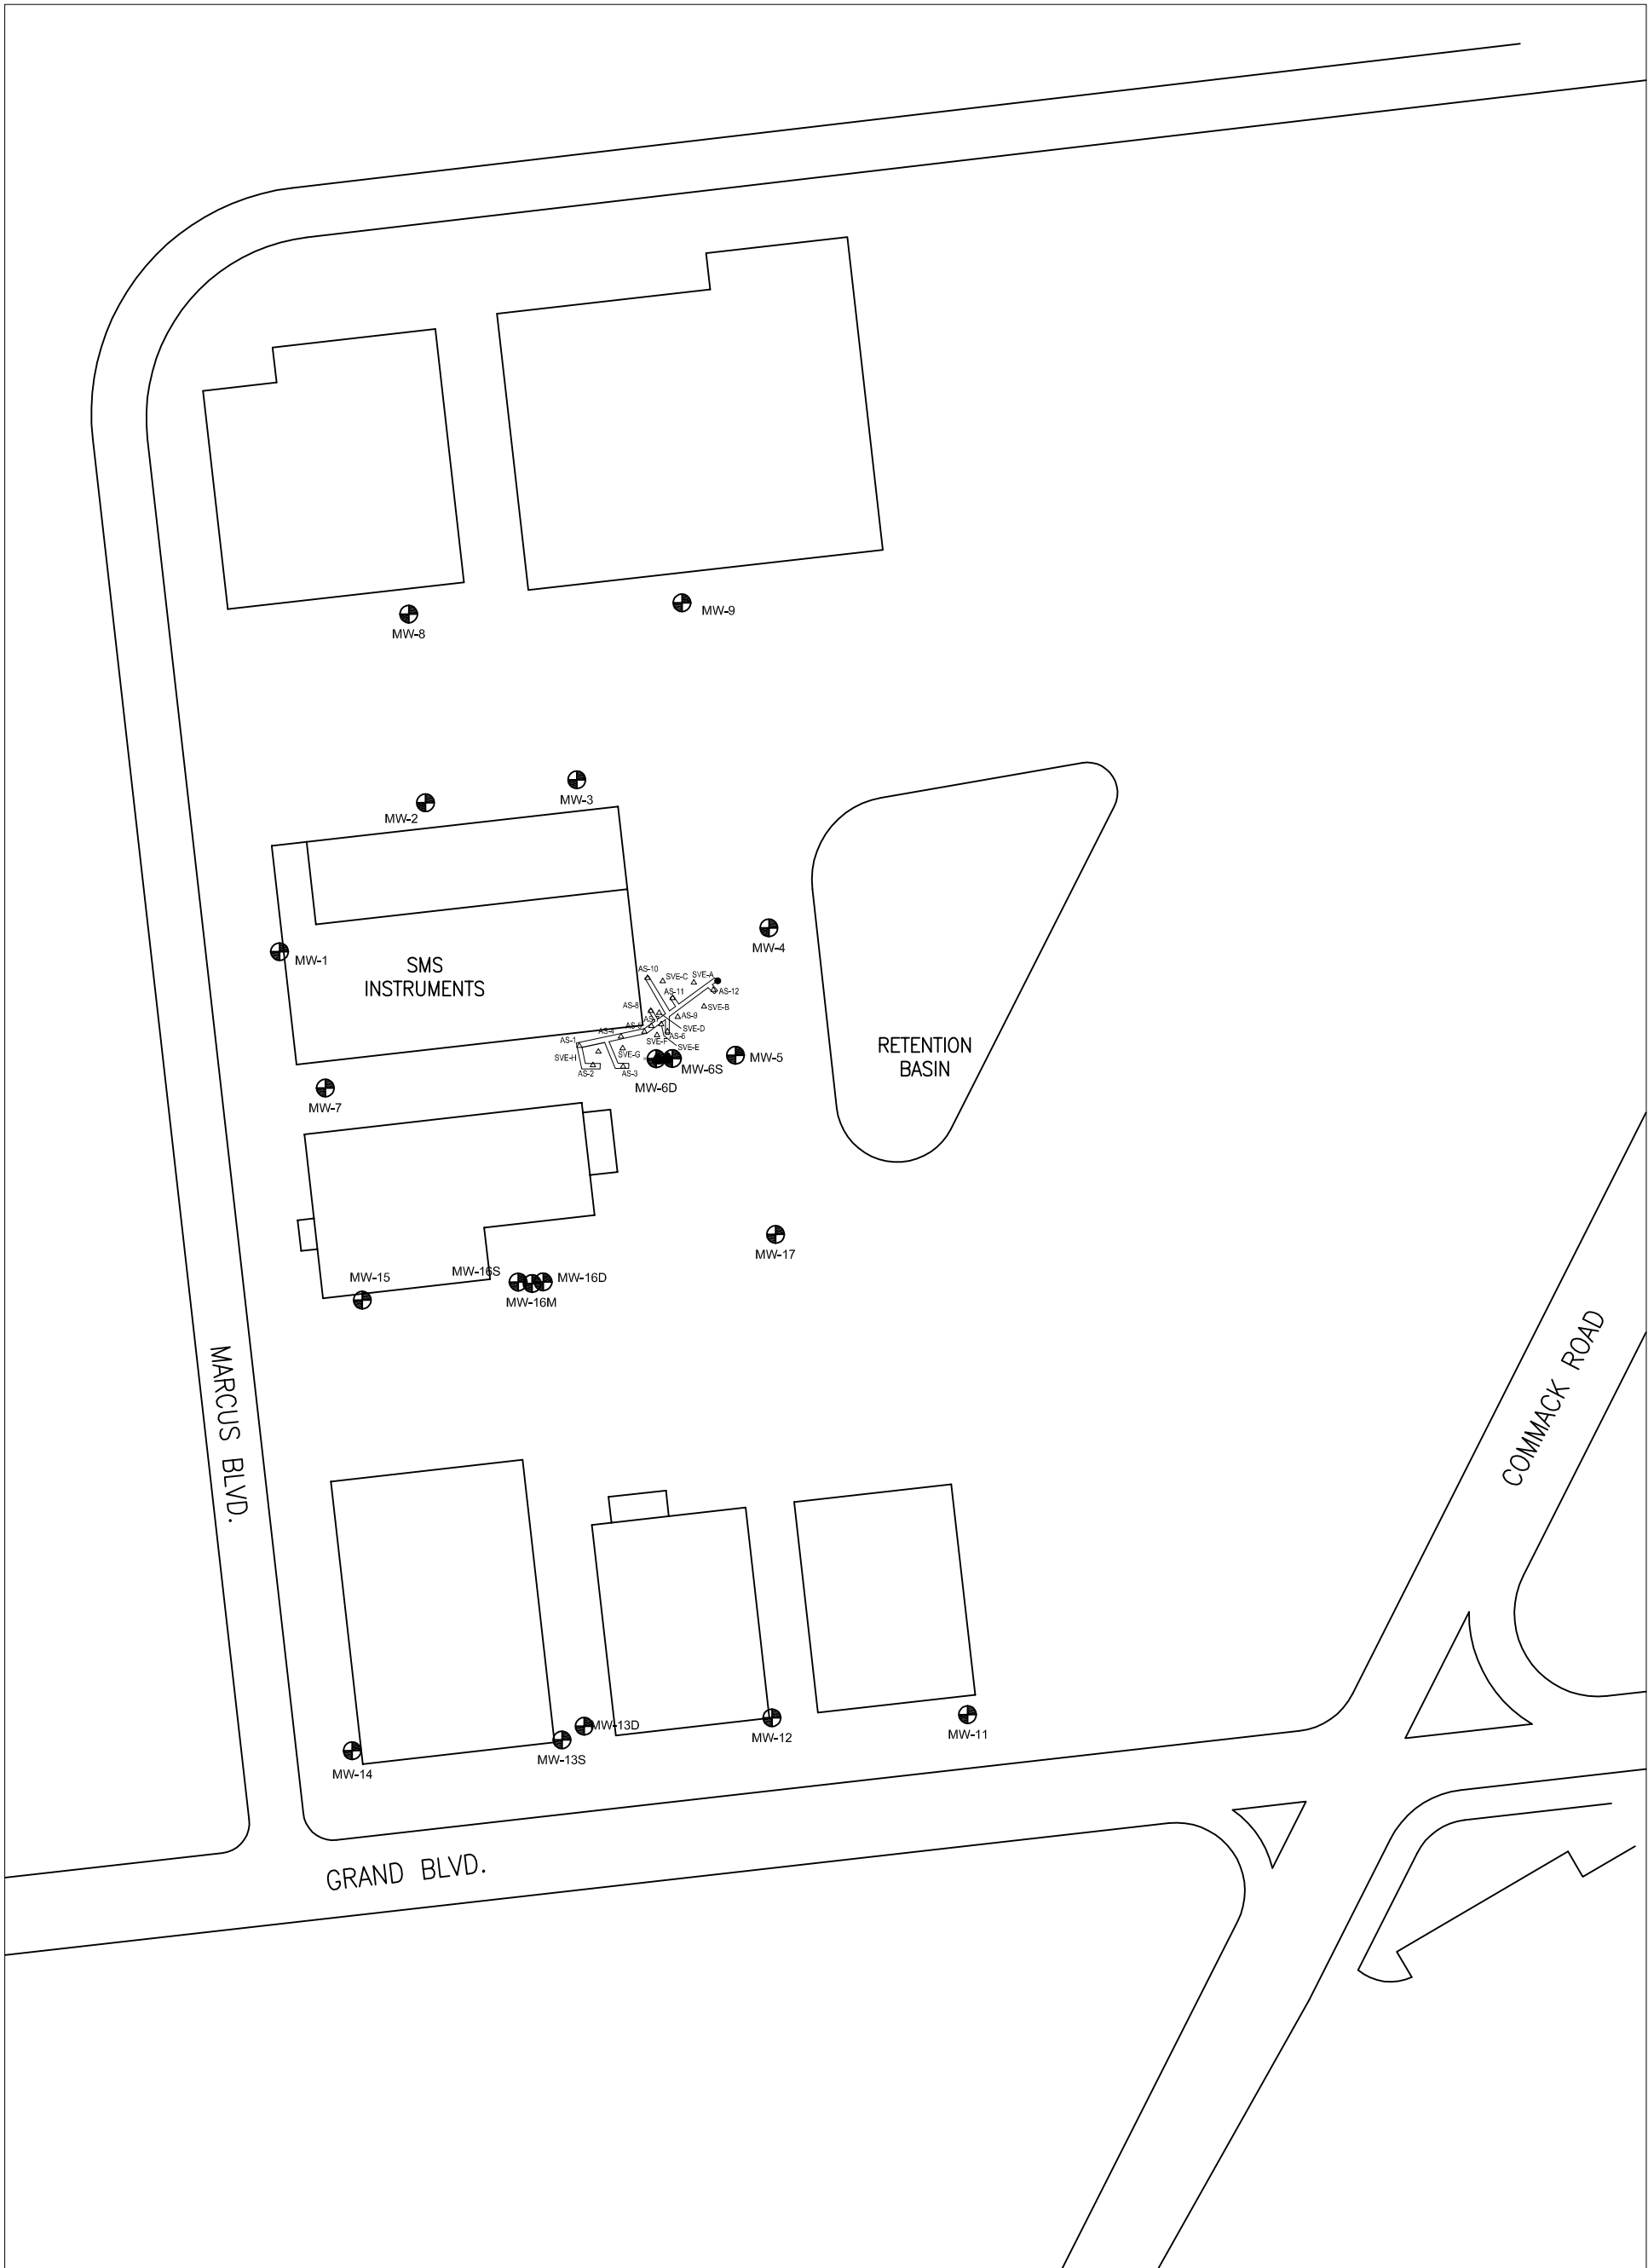 MW-9
MW-8
MW-3
MW-2
MW-4
MW-1
SMS
INSTRUMENTS
AS-10
SVE-C
SVE-A
AS-11
AS-12
AS-8
SVE-B
AS-7
AS-9
AS-5
SVE-D
AS-4
AS-6
AS-1
SVE-F
SVE-E
SVE-H
SVE-G
AS-2
AS-3
MW-6S
MW-5
MW-6D
RETENTION
BASIN
MW-7
MW-17
MW-15
MW-16S
MW-16D
MW-16M
MARCUS BLVD.
COMMACK ROAD
MW-13D
MW-12
MW-11
MW-13S
MW-14
GRAND BLVD.